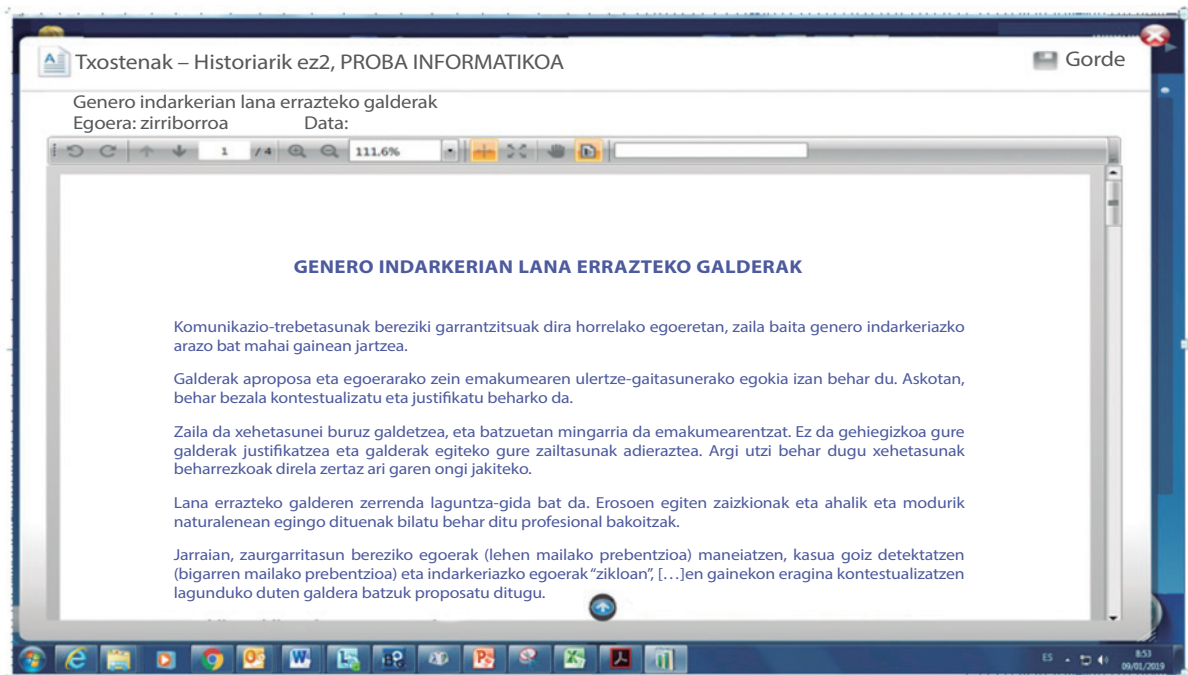 Txostenak – Historiarik ez2, PROBA INFORMATIKOA
Gorde
Genero indarkerian lana errazteko galderak
Egoera: zirriborroa Data:
1 / 4 111.6%
GENERO INDARKERIAN LANA ERRAZTEKO GALDERAK
Komunikazio-trebetasunak bereziki garrantzitsuak dira horrelako egoeretan, zaila baita genero indarkeriazko
arazo bat mahai gainean jartzea.
Galderak aproposa eta egoerarako zein emakumearen ulertze-gaitasunerako egokia izan behar du. Askotan,
behar bezala kontestualizatu eta justifikatu beharko da.
Zaila da xehetasunei buruz galdetzea, eta batzuetan mingarria da emakumearentzat. Ez da gehiegizkoa gure
galderak justifikatzea eta galderak egiteko gure zailtasunak adieraztea. Argi utzi behar dugu xehetasunak
beharrezkoak direla zertaz ari garen ongi jakiteko.
Lana errazteko galderen zerrenda laguntza-gida bat da. Erosoen egiten zaizkionak eta ahalik eta modurik
naturalenean egingo dituenak bilatu behar ditu profesional bakoitzak.
Jarraian, zaurgarritasun bereziko egoerak (lehen mailako prebentzioa) maneiatzen, kasua goiz detektatzen
(bigarren mailako prebentzioa) eta indarkeriazko egoerak “zikloan”, […]en gainekon eragina kontestualizatzen
lagunduko duten galdera batzuk proposatu ditugu.
ES
8:53
09/01/2019